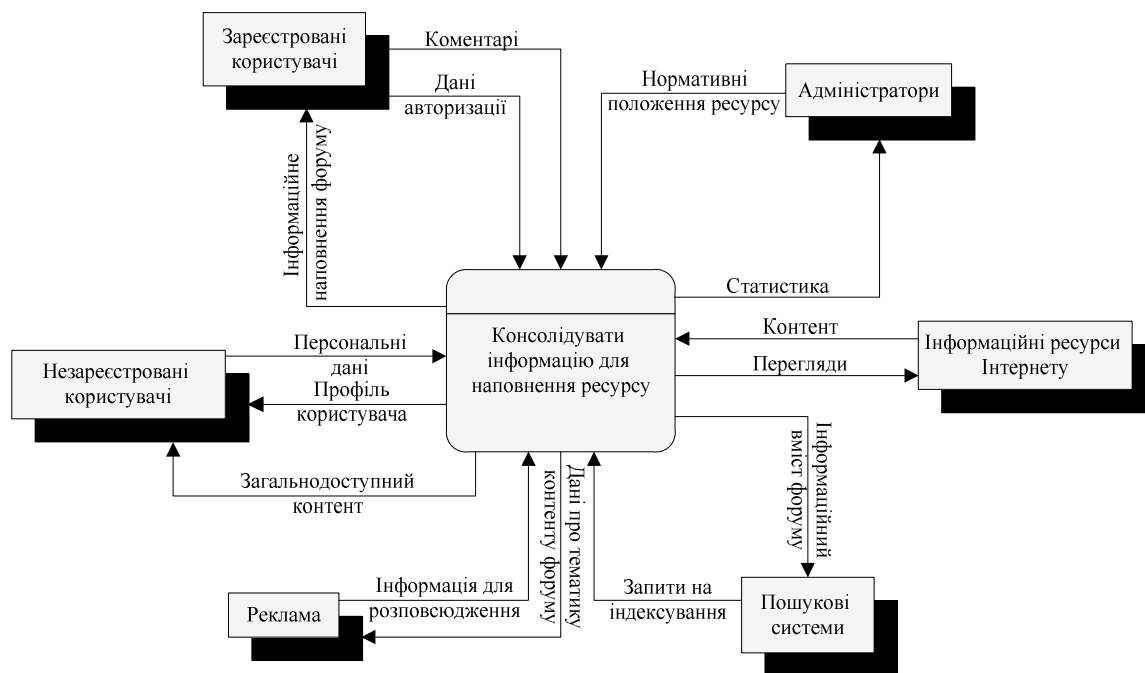 Зареєстровані
користувачі
Коментарі
Дані
авторизації
Нормативні
положення ресурсу
Адміністратори
Інформаційне
наповнення форуму
Статистика
Консолідувати
інформацію для
наповнення ресурсу
Контент
Перегляди
Інформаційні ресурси
Інтернету
Незареєстровані
користувачі
Персональні
дані
Профіль
користувача
Загальнодоступний
контент
Інформаційний
вміст форуму
Дані про тематику
контенту форуму
Реклама
Інформація для
розповсюдження
Запити на
індексування
Пошукові
системи